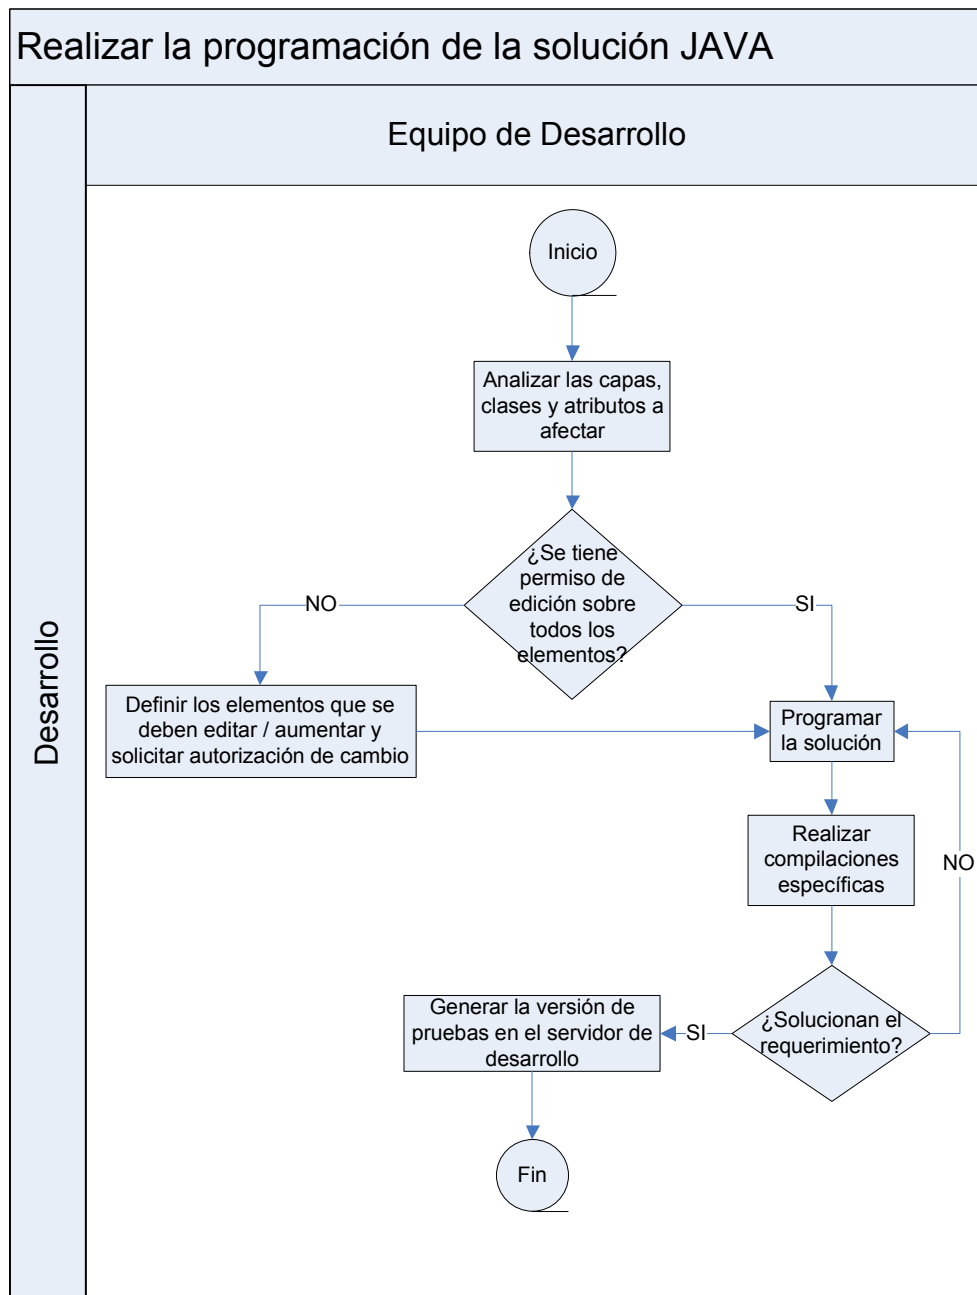 Realizar la programación de la solución JAVA
Equipo de Desarrollo
Desarrollo
Inicio
Analizar las capas,
clases y atributos a
afectar
¿Se tiene
permiso de
edición sobre
todos los
elementos?
NO
SI
Definir los elementos que se
deben editar / aumentar y
solicitar autorización de cambio
Programar
la solución
Realizar
compilaciones
específicas
NO
¿Solucionan el
requerimiento?
SI
Generar la versión de
pruebas en el servidor de
desarrollo
Fin